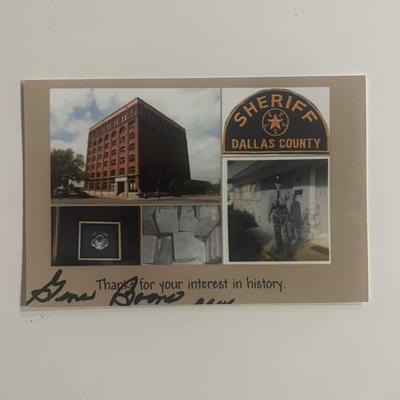 SHERIFF
DALLAS COUNTY
Thanks for your interest in history.
Gene Boone